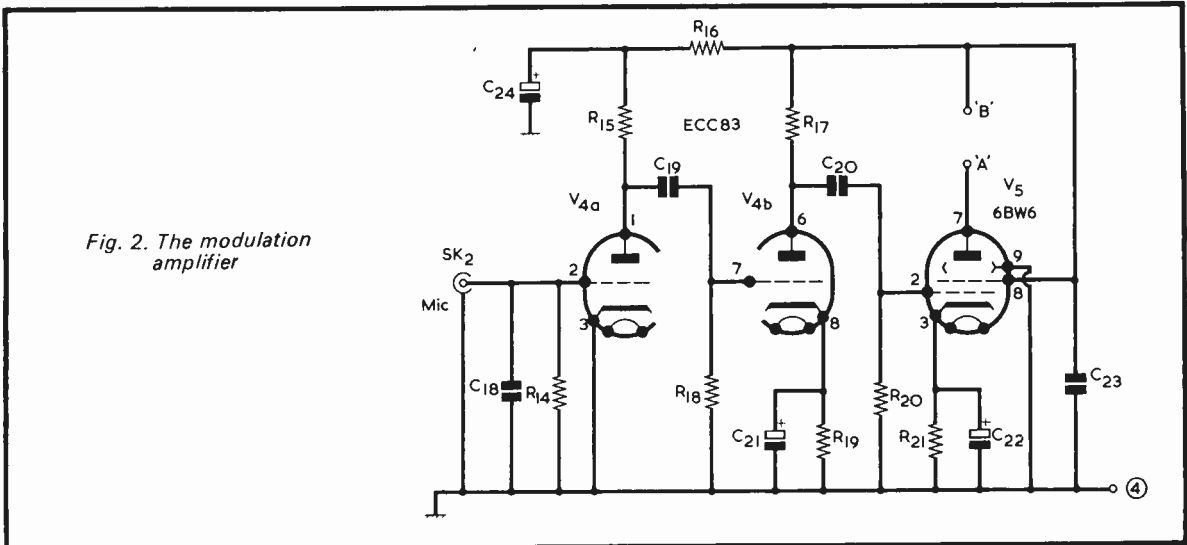 Fig. 2. The modulation
amplifier
R16
C24
R15
ECC83
R17
'B'
'A'
C19
C20
V4a
V4b
V5
6BW6
1
6
7
9
SK2
2
7
2
8
Mic
3
8
3
C18
R14
R18
C21
R19
R20
R21
C22
C23
4